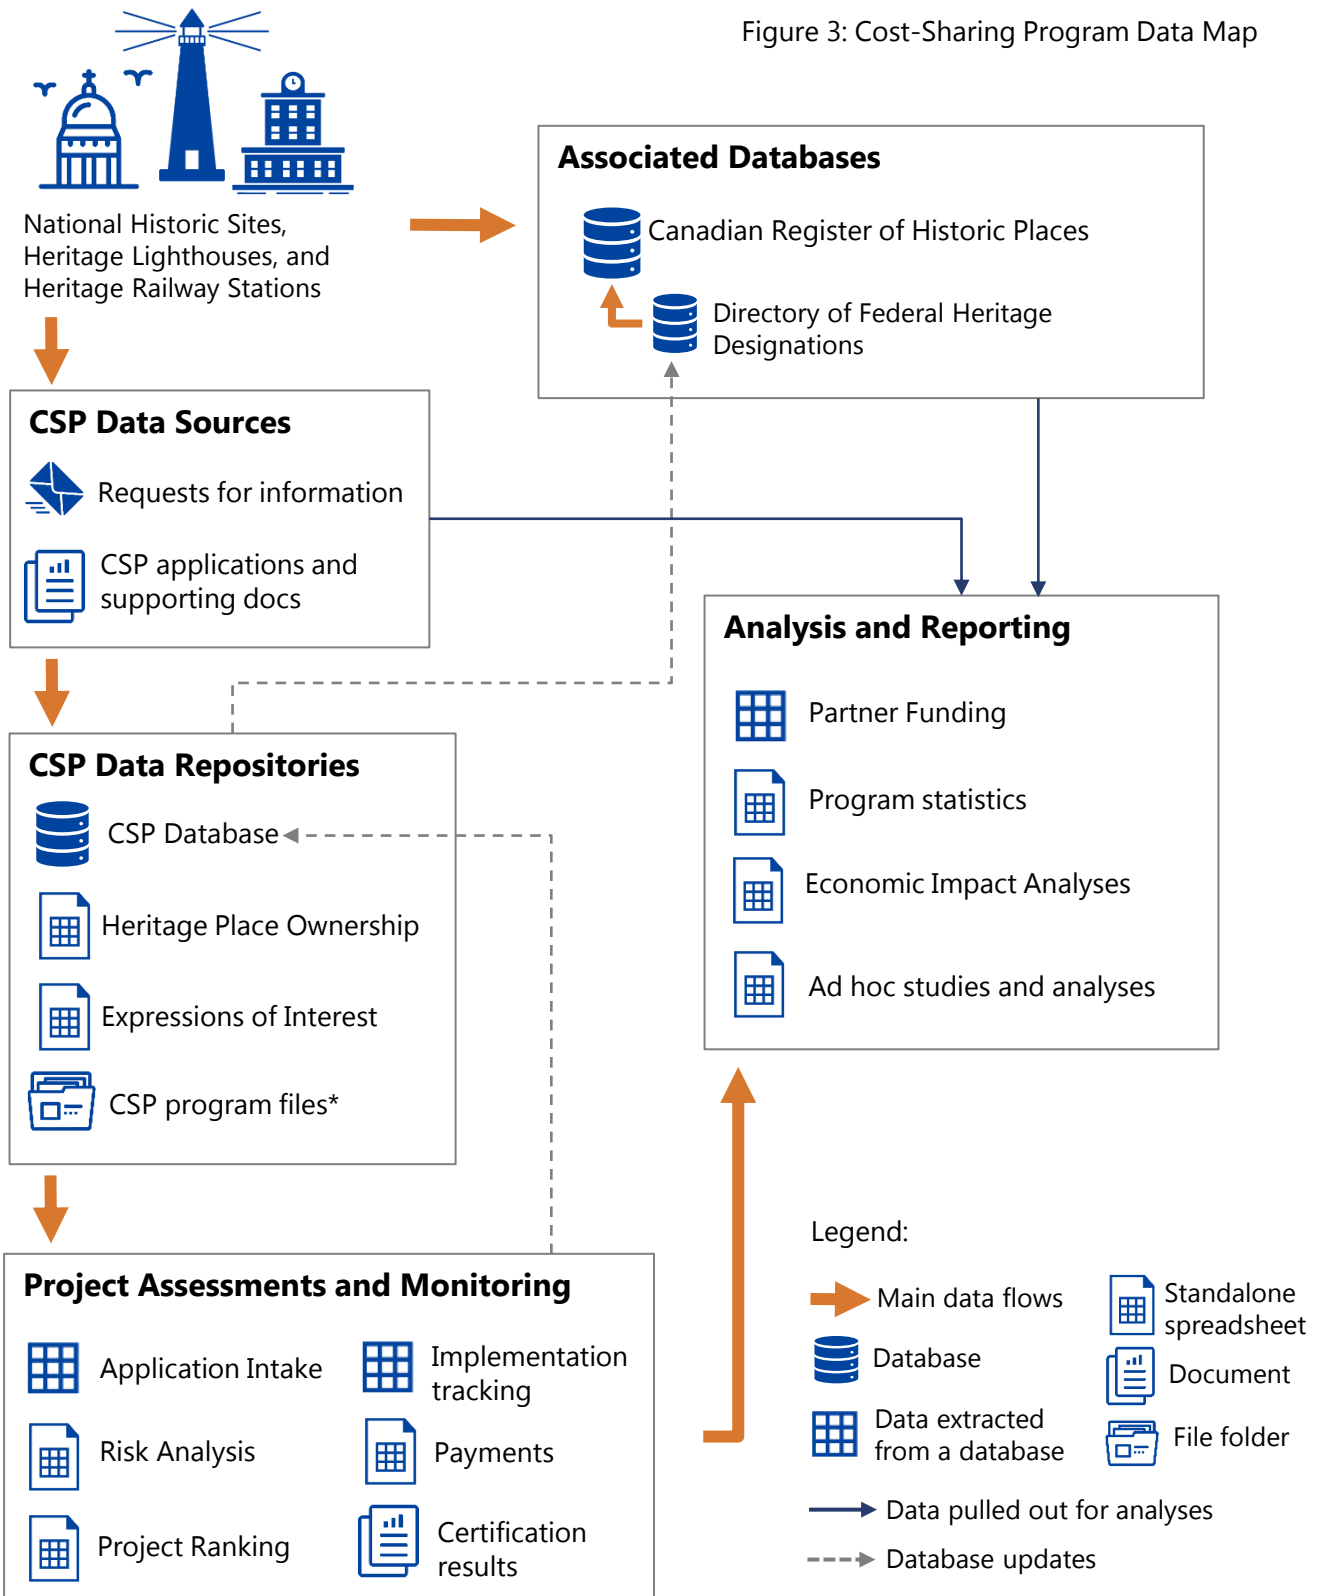 Figure 3: Cost-Sharing Program Data Map
National Historic Sites,
Heritage Lighthouses, and
Heritage Railway Stations
Associated Databases
Canadian Register of Historic Places
Directory of Federal Heritage
Designations
CSP Data Sources
Requests for information
CSP applications and
supporting docs
CSP Data Repositories
CSP Database
Heritage Place Ownership
Expressions of Interest
CSP program files*
Analysis and Reporting
Partner Funding
Program statistics
Economic Impact Analyses
Ad hoc studies and analyses
Project Assessments and Monitoring
Application Intake
Risk Analysis
Project Ranking
Implementation
tracking
Payments
Certification
results
Legend:
Main data flows
Database
Data extracted
from a database
Standalone
spreadsheet
Document
File folder
Data pulled out for analyses
Database updates